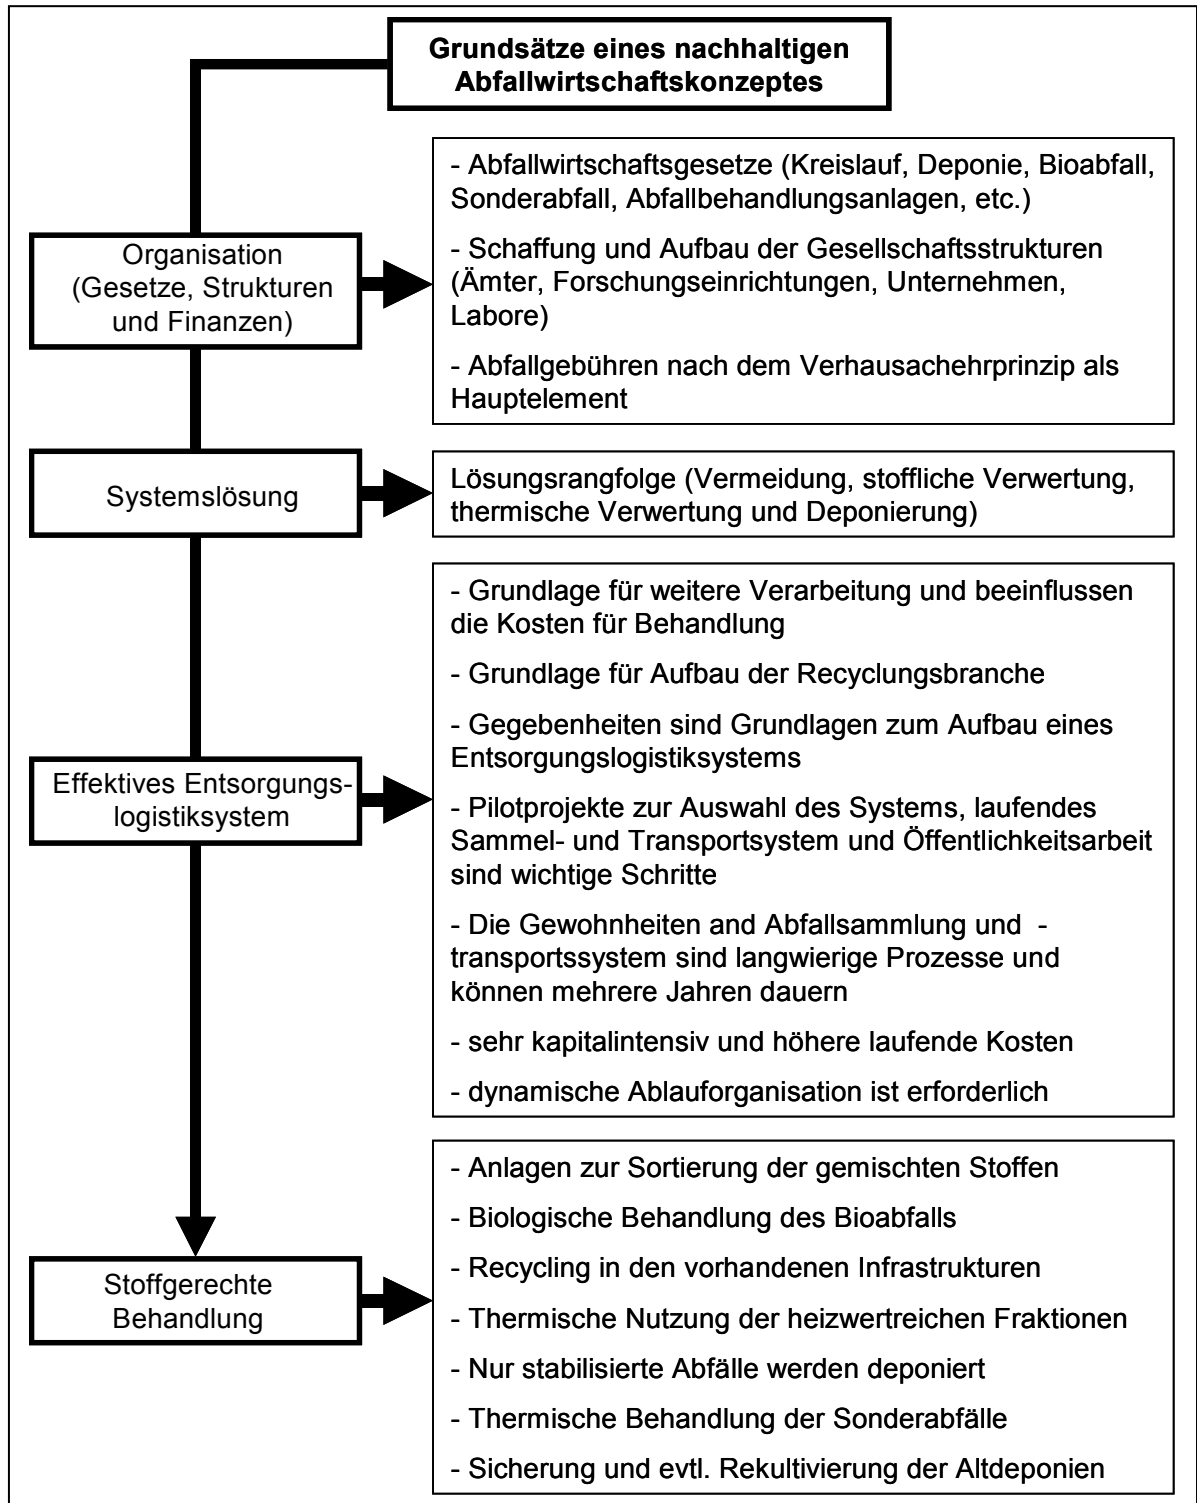 Grundsätze eines nachhaltigen
Abfallwirtschaftskonzeptes
Organisation
(Gesetze, Strukturen
und Finanzen)
- Abfallwirtschaftsgesetze (Kreislauf, Deponie, Bioabfall,
Sonderabfall, Abfallbehandlungsanlagen, etc.)
- Schaffung und Aufbau der Gesellschaftsstrukturen
(Ämter, Forschungseinrichtungen, Unternehmen,
Labore)
- Abfallgebühren nach dem Verhausachehrprinzip als
Hauptelement
Systemslösung
Lösungsrangfolge (Vermeidung, stoffliche Verwertung,
thermische Verwertung und Deponierung)
Effektives Entsorgungs-
logistiksystem
- Grundlage für weitere Verarbeitung und beeinflussen
die Kosten für Behandlung
- Grundlage für Aufbau der Recyclungsbranche
- Gegebenheiten sind Grundlagen zum Aufbau eines
Entsorgungslogistiksystems
- Pilotprojekte zur Auswahl des Systems, laufendes
Sammel- und Transportsystem und Öffentlichkeitsarbeit
sind wichtige Schritte
- Die Gewohnheiten and Abfallsammlung und -
transportssystem sind langwierige Prozesse und
können mehrere Jahren dauern
- sehr kapitalintensiv und höhere laufende Kosten
- dynamische Ablauforganisation ist erforderlich
Stoffgerechte
Behandlung
- Anlagen zur Sortierung der gemischten Stoffen
- Biologische Behandlung des Bioabfalls
- Recycling in den vorhandenen Infrastrukturen
- Thermische Nutzung der heizwertreichen Fraktionen
- Nur stabilisierte Abfälle werden deponiert
- Thermische Behandlung der Sonderabfälle
- Sicherung und evtl. Rekultivierung der Altdeponien